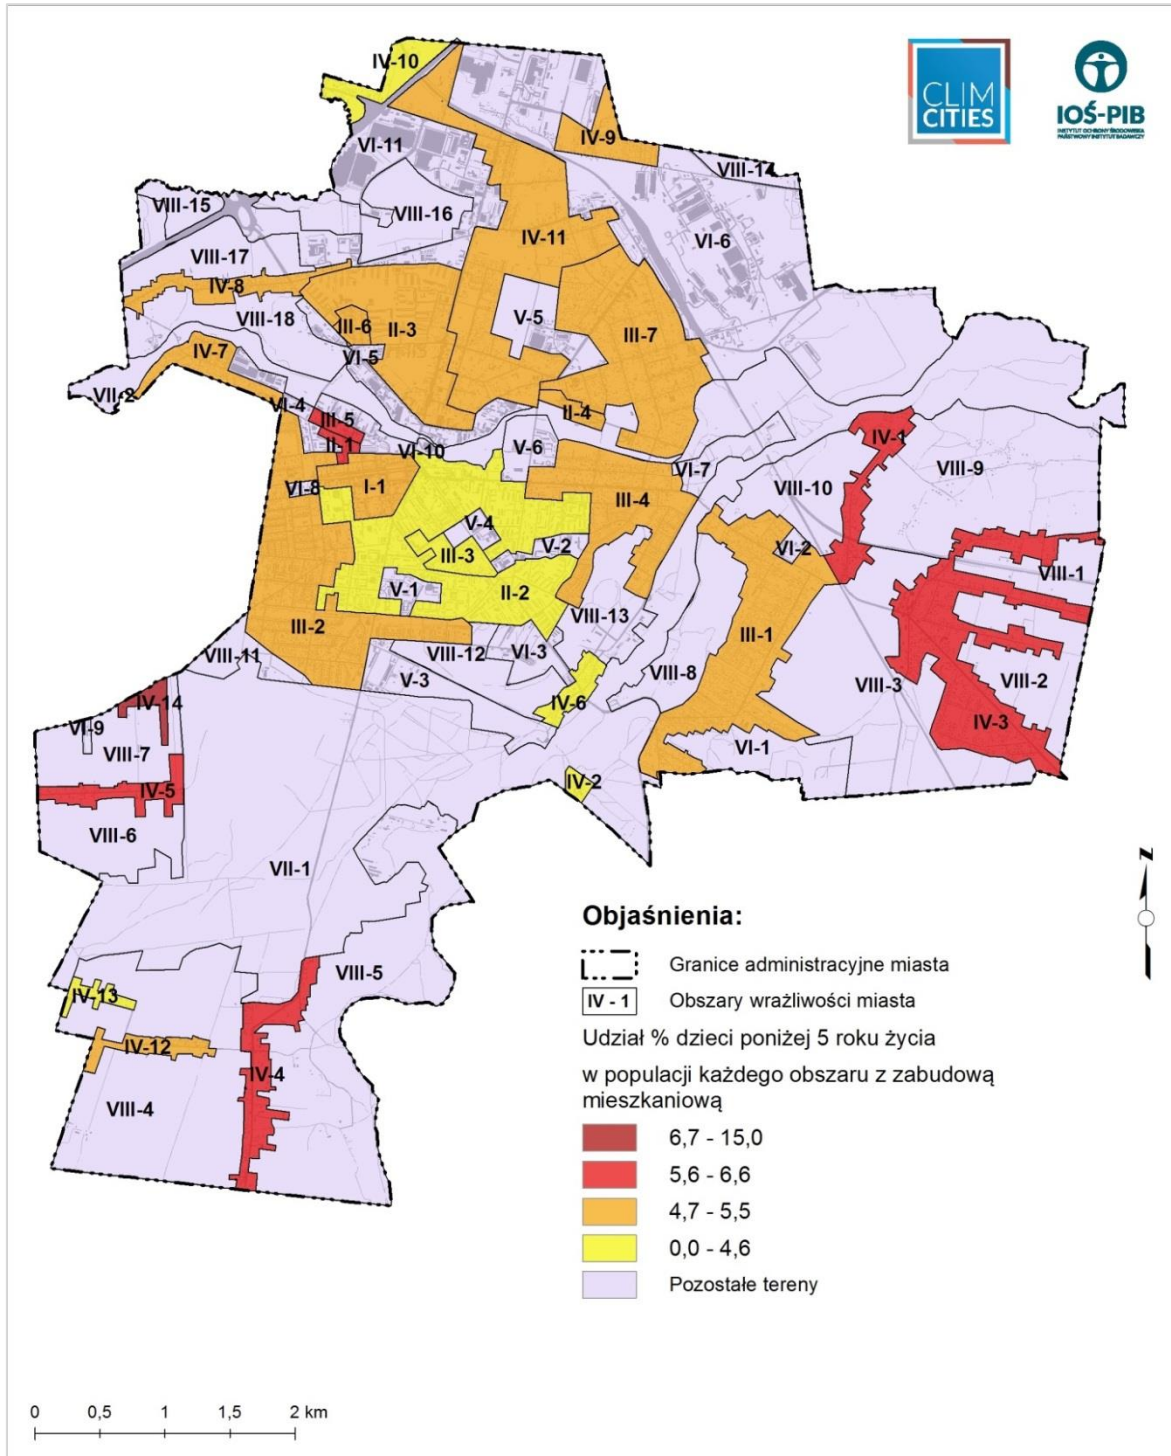 IV-10
CLIM
CITIES
IOŚ-PIB
INSTYTUT OCHRONY ŚRODOWISKA
PAŃSTWOWY INSTYTUT BADAWCZY
VI-11
IV-9
VIII-14
VIII-15
VIII-16
IV-11
VI-6
VIII-17
IV-8
VIII-18
III-6
II-3
V-5
III-7
IV-7
VI-5
VII-2
VI-4
III-5
II-4
II-1
VI-10
V-6
IV-1
VI-7
VIII-9
VI-8
I-1
III-4
VIII-10
V-4
V-2
VI-2
III-3
VIII-1
V-1
II-2
III-2
VIII-13
III-1
VIII-11
VIII-12
VI-3
V-3
VIII-8
VIII-3
VIII-2
IV-14
IV-6
IV-3
VI-9
VIII-7
VI-1
IV-5
IV-2
VIII-6
VII-1
N
Objaśnienia:
Granice administracyjne miasta
IV - 1 Obszary wrażliwości miasta
Udział % dzieci poniżej 5 roku życia
w populacji każdego obszaru z zabudową
mieszkaniową
6,7 - 15,0
5,6 - 6,6
4,7 - 5,5
0,0 - 4,6
Pozostałe tereny
VIII-5
IV-13
IV-12
IV-4
VIII-4
0 0,5 1 1,5 2 km